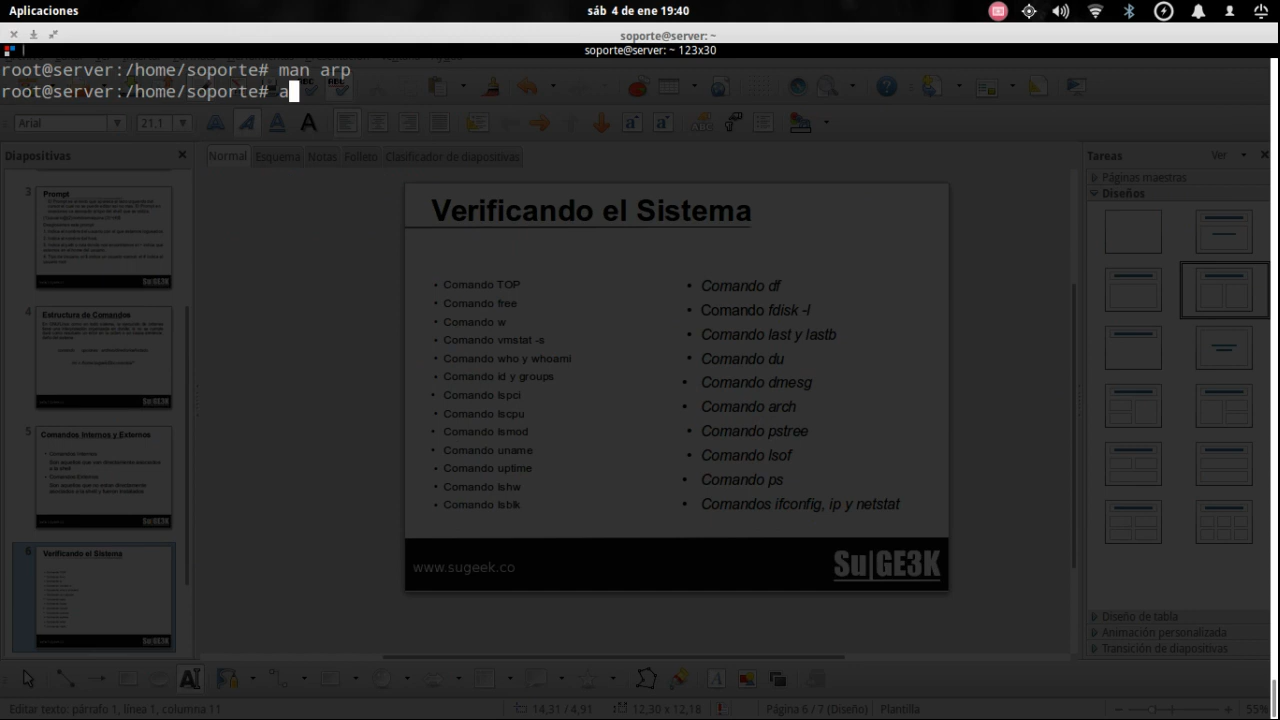 Aplicaciones
sáb 4 de ene 19:40
soporte@server: ~
soporte@server: ~ 123x30
root@server:/home/soporte# man arp
root@server:/home/soporte# a
Arial
21,1
Diapositivas
Normal
Esquema
Notas
Folleto
Clasificador de diapositivas
Tareas
Ver
Páginas maestras
Diseños
3
Prompt
4
Estructura de Comandos
5
Comandos Internos y Externos
6
Verificando el Sistema
Verificando el Sistema
• Comando TOP
• Comando free
• Comando w
• Comando vmstat -s
• Comando who y whoami
• Comando id y groups
• Comando lspci
• Comando lscpu
• Comando lsmod
• Comando uname
• Comando uptime
• Comando lshw
• Comando lsblk
• Comando df
• Comando fdisk -l
• Comando last y lastb
• Comando du
• Comando dmesg
• Comando arch
• Comando pstree
• Comando lsof
• Comando ps
• Comandos ifconfig, ip y netstat
www.sugeek.co
Su|GE3K
Diseño de tabla
Animación personalizada
Transición de diapositivas
Editar texto: párrafo 1, línea 1, columna 11
14,31 / 4,91
12,30 x 12,18
Página 6 / 7 (Diseño)
Plantilla
55%